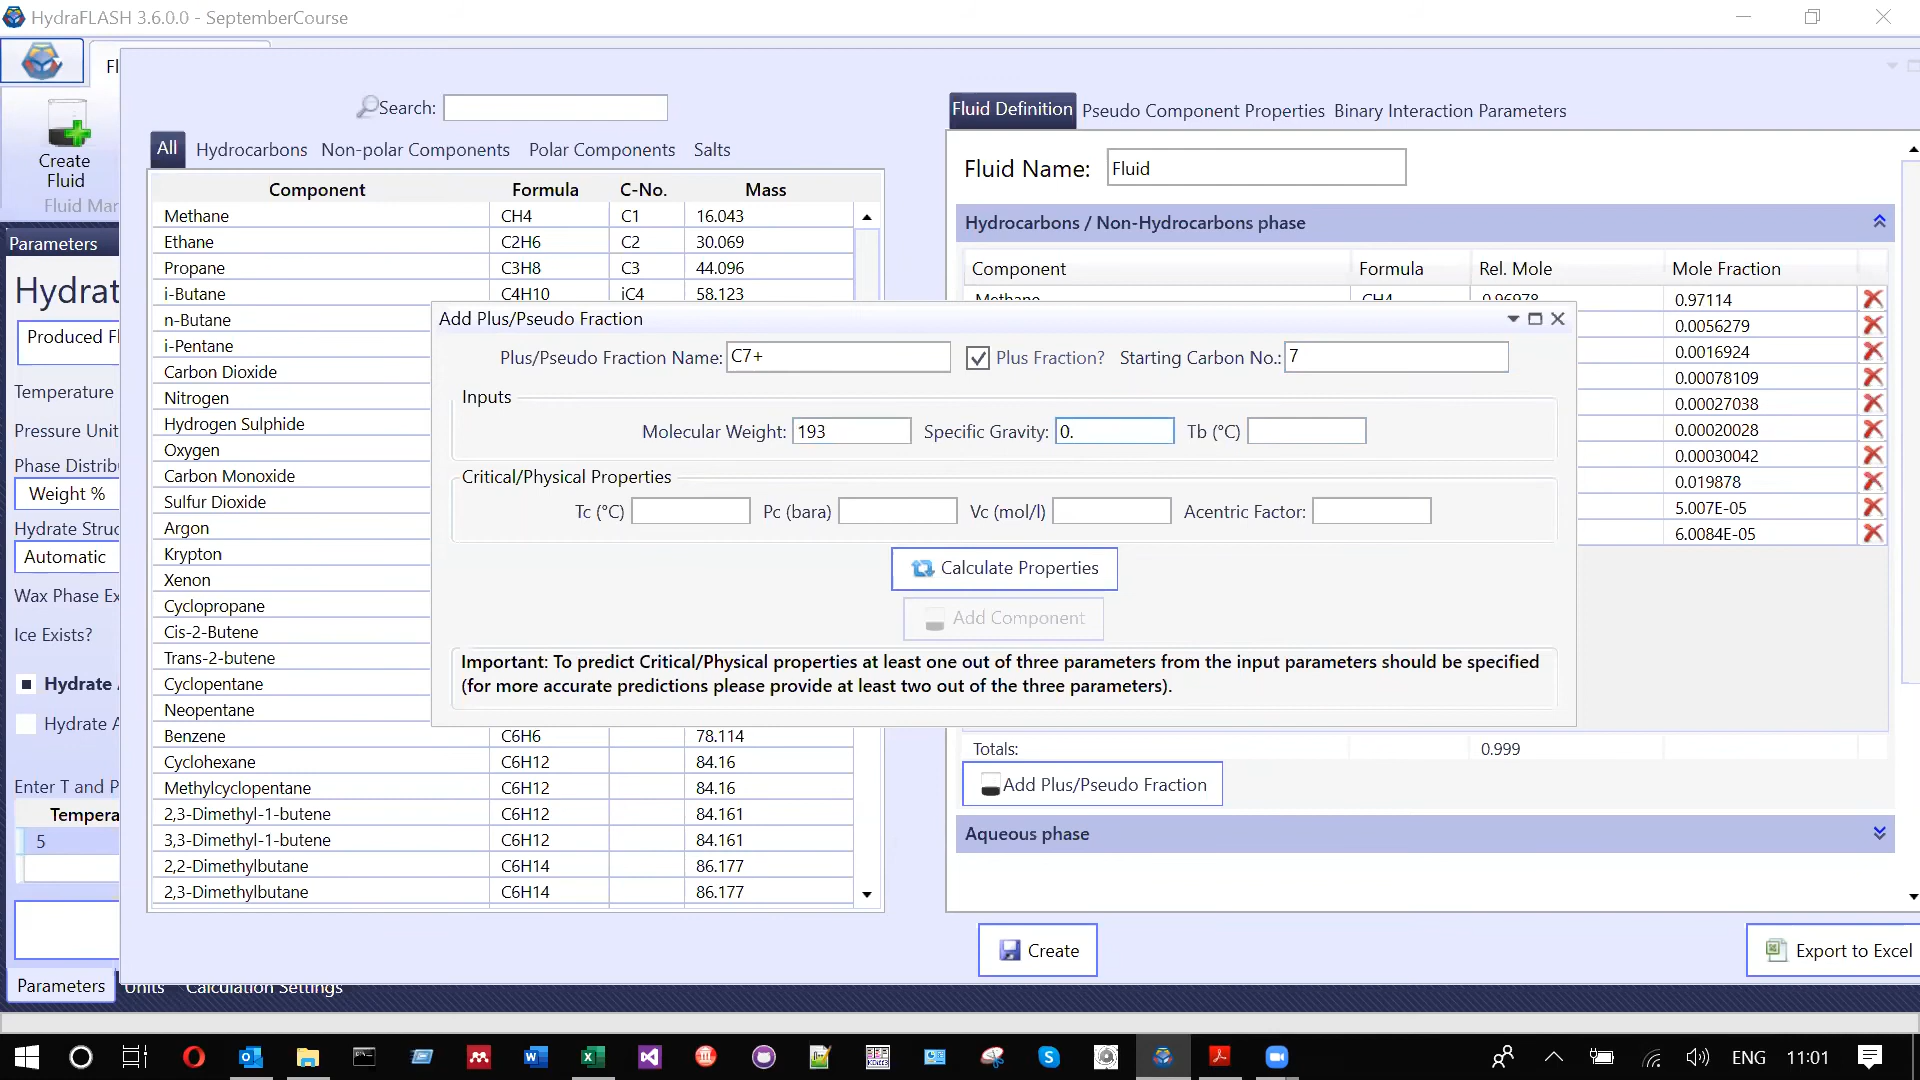 HydraFLASH 3.6.0.0 - SeptemberCourse
Create
Fluid
Search:
All Hydrocarbons Non-polar Components Polar Components Salts
Component Formula C-No. Mass
Methane CH4 C1 16.043
Ethane C2H6 C2 30.069
Propane C3H8 C3 44.096
i-Butane C4H10 iC4 58.123
n-Butane
i-Pentane
Carbon Dioxide
Nitrogen
Hydrogen Sulphide
Oxygen
Carbon Monoxide
Sulfur Dioxide
Argon
Krypton
Xenon
Cyclopropane
Cis-2-Butene
Trans-2-butene
Cyclopentane
Neopentane
Benzene C6H6 78.114
Cyclohexane C6H12 84.16
Methylcyclopentane C6H12 84.16
2,3-Dimethyl-1-butene C6H12 84.161
3,3-Dimethyl-1-butene C6H12 84.161
2,2-Dimethylbutane C6H14 86.177
2,3-Dimethylbutane C6H14 86.177
Parameters
Hydrat
Produced Fl
Temperature
Pressure Unit
Phase Distrib
Weight %
Hydrate Struc
Automatic
Wax Phase Ex
Ice Exists?
Hydrate
Hydrate A
Enter T and P
Tempera
5
Parameters Units Calculation Settings
Fluid Definition Pseudo Component Properties Binary Interaction Parameters
Fluid Name: Fluid
Hydrocarbons / Non-Hydrocarbons phase
Component Formula Rel. Mole Mole Fraction
Methane CH4 0.96978 0.97114
0.0056279
0.0016924
0.00078109
0.00027038
0.00020028
0.00030042
0.019878
5.007E-05
6.0084E-05
Totals: 0.999
Add Plus/Pseudo Fraction
Aqueous phase
Create
Export to Excel
Add Plus/Pseudo Fraction
Plus/Pseudo Fraction Name: C7+ Plus Fraction? Starting Carbon No.: 7
Inputs
Molecular Weight: 193 Specific Gravity: 0. Tb (°C)
Critical/Physical Properties
Tc (°C) Pc (bara) Vc (mol/l) Acentric Factor:
Calculate Properties
Add Component
Important: To predict Critical/Physical properties at least one out of three parameters from the input parameters should be specified
(for more accurate predictions please provide at least two out of the three parameters).
ENG 11:01